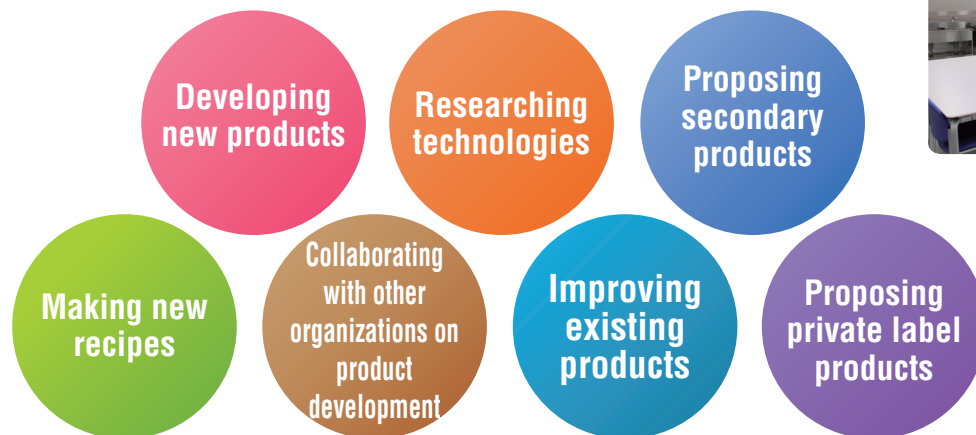 Developing
new products
Researching
technologies
Proposing
secondary
products
Making new
recipes
Collaborating
with other
organizations on
product
development
Improving
existing
products
Proposing
private label
products